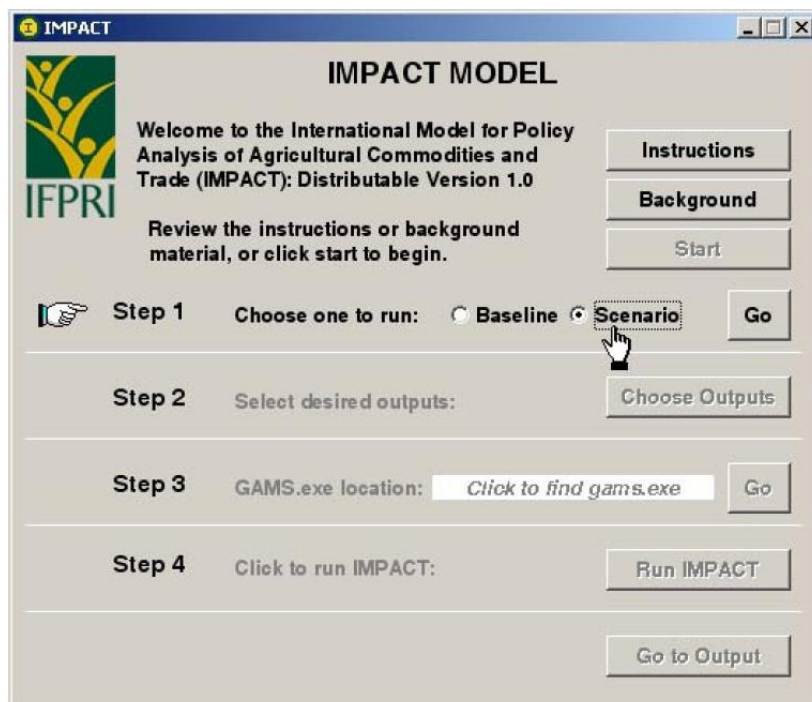 IMPACT
IMPACT MODEL
IFPRI
Welcome to the International Model for Policy
Analysis of Agricultural Commodities and
Trade (IMPACT): Distributable Version 1.0
Review the instructions or background
material, or click start to begin.
Instructions
Background
Start
Step 1 Choose one to run: Baseline Scenario Go
Step 2 Select desired outputs: Choose Outputs
Step 3 GAMS.exe location: Click to find gams.exe Go
Step 4 Click to run IMPACT: Run IMPACT
Go to Output